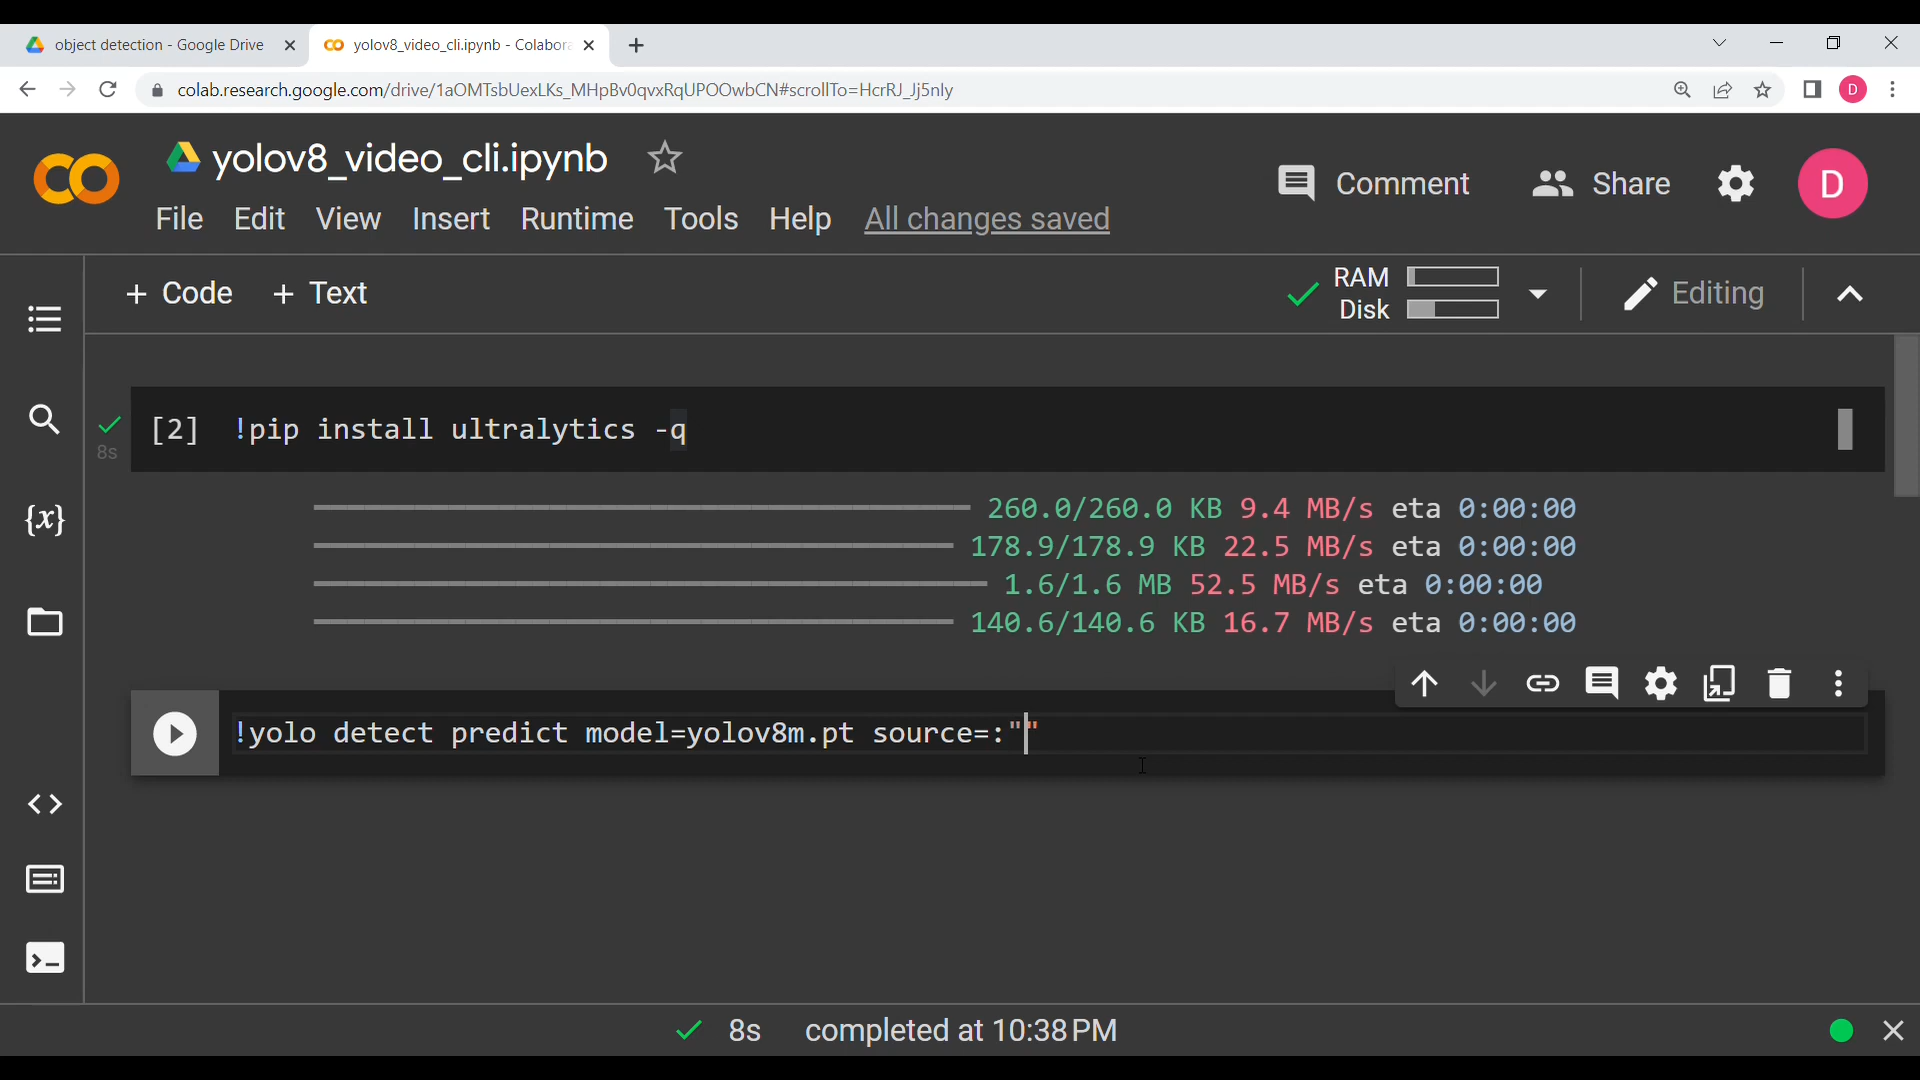 object detection - Google Drive
yolov8_video_cli.ipynb - Colabora
colab.research.google.com/drive/1aOMTsbUexLKs_MHpBv0qvxRqUPOOwbCN#scrollTo=HcrRJ_Jj5nly
D
yolov8_video_cli.ipynb
Comment
Share
D
File Edit View Insert Runtime Tools Help All changes saved
+ Code + Text
RAM
Disk
Editing
{x}
8s
[2] !pip install ultralytics -q
260.0/260.0 KB 9.4 MB/s eta 0:00:00
178.9/178.9 KB 22.5 MB/s eta 0:00:00
1.6/1.6 MB 52.5 MB/s eta 0:00:00
140.6/140.6 KB 16.7 MB/s eta 0:00:00
!yolo detect predict model=yolov8m.pt source=:""
8s completed at 10:38 PM